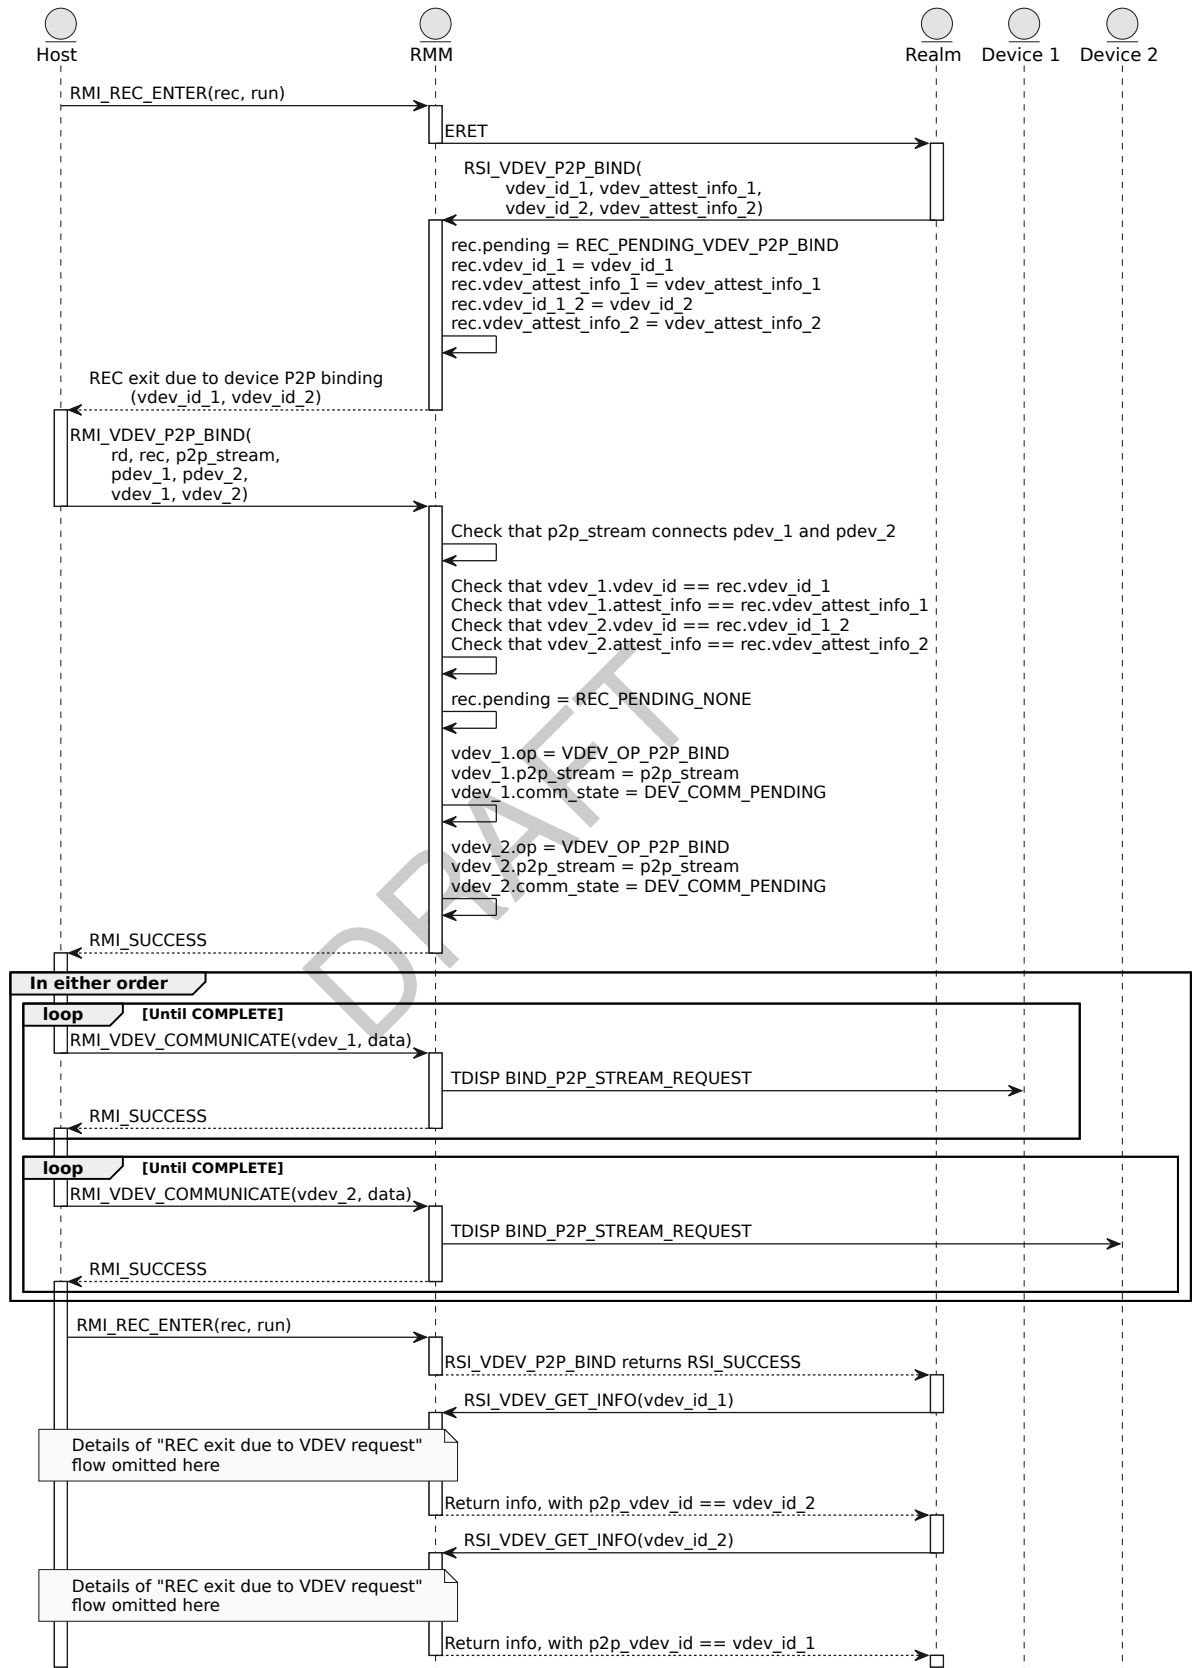 Host
RMM
Realm
Device 1
Device 2
RMI_REC_ENTER(rec, run)
ERET
RSI_VDEV_P2P_BIND(
vdev_id_1, vdev_attest_info_1,
vdev_id_2, vdev_attest_info_2)
rec.pending = REC_PENDING_VDEV_P2P_BIND
rec.vdev_id_1 = vdev_id_1
rec.vdev_attest_info_1 = vdev_attest_info_1
rec.vdev_id_1_2 = vdev_id_2
rec.vdev_attest_info_2 = vdev_attest_info_2
REC exit due to device P2P binding
(vdev_id_1, vdev_id_2)
RMI_VDEV_P2P_BIND(
rd, rec, p2p_stream,
pdev_1, pdev_2,
vdev_1, vdev_2)
Check that p2p_stream connects pdev_1 and pdev_2
Check that vdev_1.vdev_id == rec.vdev_id_1
Check that vdev_1.attest_info == rec.vdev_attest_info_1
Check that vdev_2.vdev_id == rec.vdev_id_1_2
Check that vdev_2.attest_info == rec.vdev_attest_info_2
rec.pending = REC_PENDING_NONE
vdev_1.op = VDEV_OP_P2P_BIND
vdev_1.p2p_stream = p2p_stream
vdev_1.comm_state = DEV_COMM_PENDING
vdev_2.op = VDEV_OP_P2P_BIND
vdev_2.p2p_stream = p2p_stream
vdev_2.comm_state = DEV_COMM_PENDING
DRAFT
RMI_SUCCESS
In either order
loop [Until COMPLETE]
RMI_VDEV_COMMUNICATE(vdev_1, data)
TDISP BIND_P2P_STREAM_REQUEST
RMI_SUCCESS
loop [Until COMPLETE]
RMI_VDEV_COMMUNICATE(vdev_2, data)
TDISP BIND_P2P_STREAM_REQUEST
RMI_SUCCESS
RMI_REC_ENTER(rec, run)
RSI_VDEV_P2P_BIND returns RSI_SUCCESS
RSI_VDEV_GET_INFO(vdev_id_1)
Details of "REC exit due to VDEV request"
flow omitted here
Return info, with p2p_vdev_id == vdev_id_2
RSI_VDEV_GET_INFO(vdev_id_2)
Details of "REC exit due to VDEV request"
flow omitted here
Return info, with p2p_vdev_id == vdev_id_1